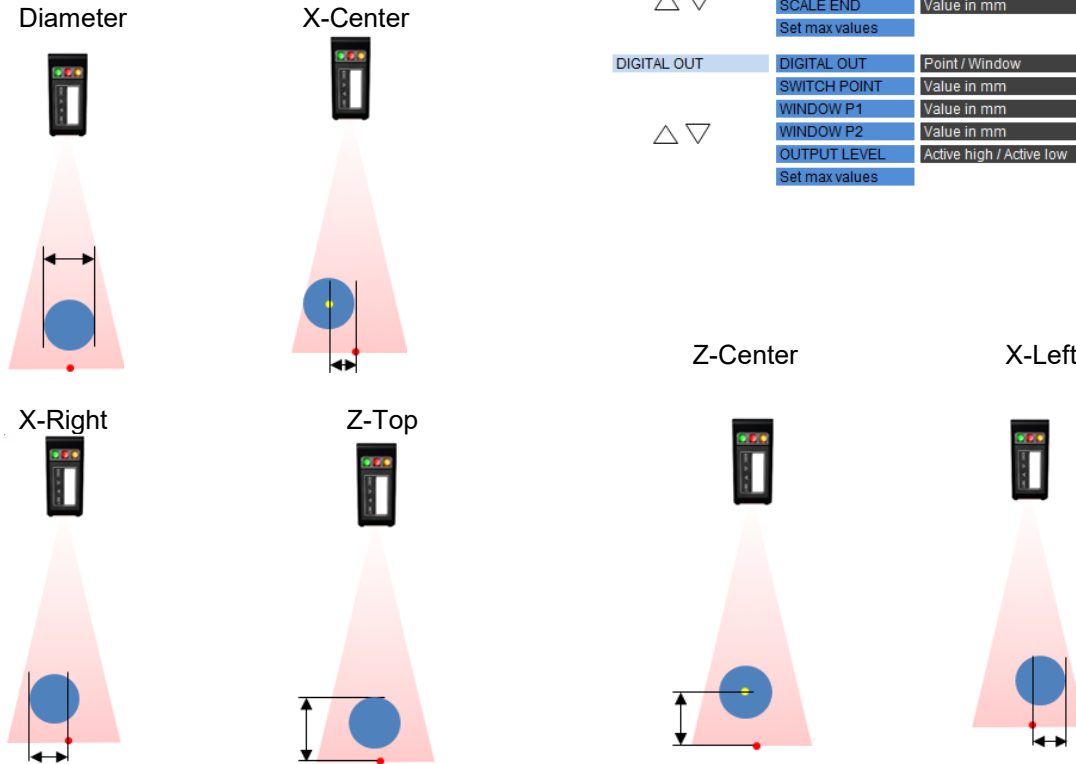 Diameter
X-Center
SCALE END Value in mm
Set max values
DIGITAL OUT DIGITAL OUT Point / Window
SWITCH POINT Value in mm
WINDOW P1 Value in mm
WINDOW P2 Value in mm
OUTPUT LEVEL Active high / Active low
Set max values
Z-Center
X-Left
X-Right
Z-Top